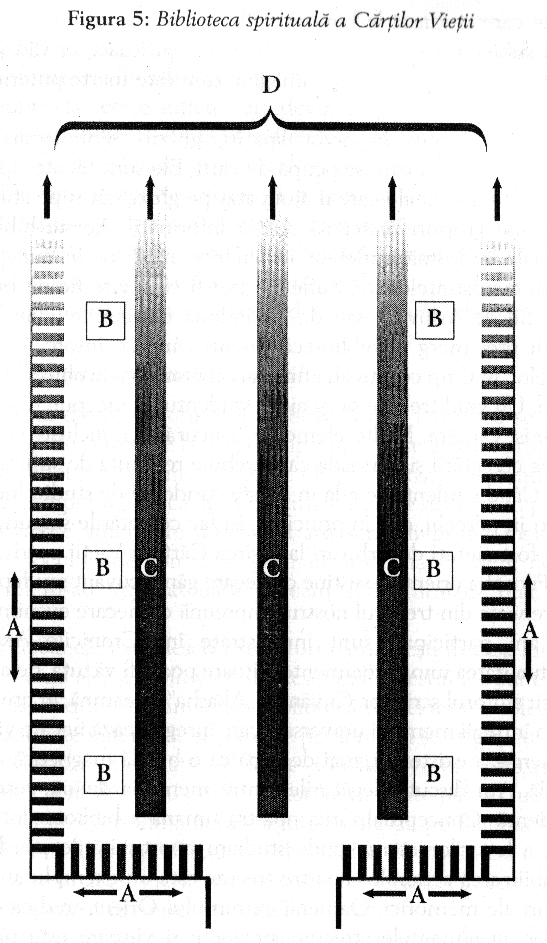 Figura 5: Biblioteca spirituală a Cărților Vieții
D
B B
C C C
B B
A A
B B
A A